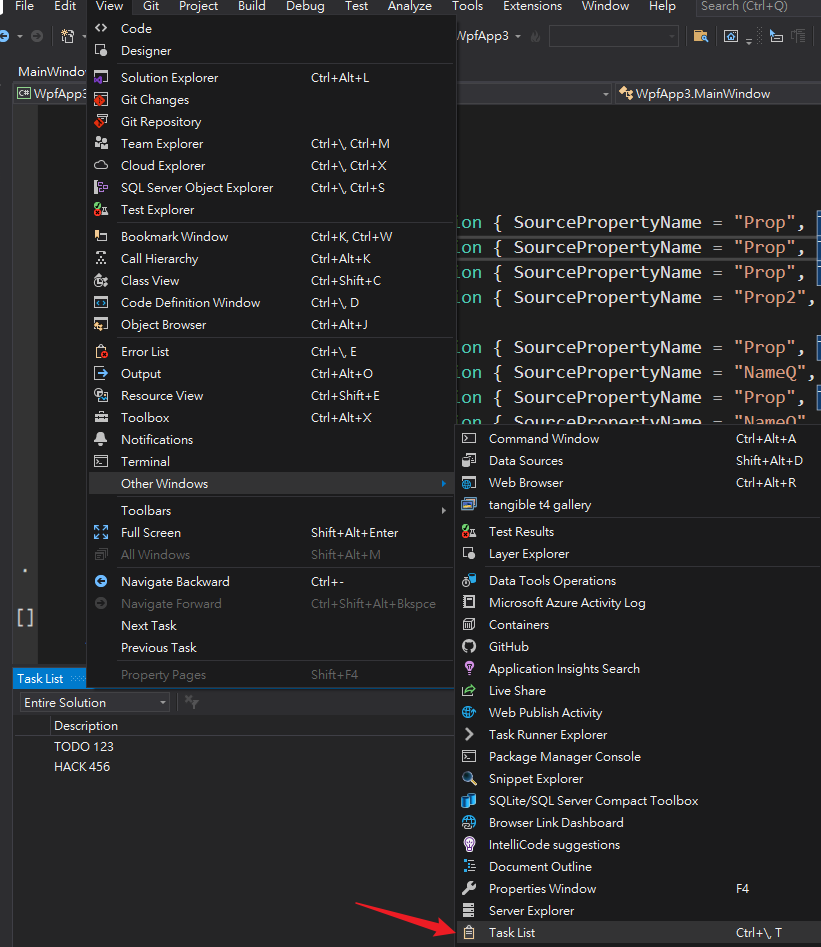 File Edit View Git Project Build Debug Test Analyze Tools Extensions Window Help Search (Ctrl+Q)
WpfApp3
MainWindow
C# WpfApp3
WpfApp3.MainWindow
Code
Designer
Solution Explorer Ctrl+Alt+L
Git Changes
Git Repository
Team Explorer Ctrl+\, Ctrl+M
Cloud Explorer Ctrl+\, Ctrl+X
SQL Server Object Explorer Ctrl+\, Ctrl+S
Test Explorer
Bookmark Window Ctrl+K, Ctrl+W
Call Hierarchy Ctrl+Alt+K
Class View Ctrl+Shift+C
Code Definition Window Ctrl+\, D
Object Browser Ctrl+Alt+J
Error List Ctrl+\, E
Output Ctrl+Alt+O
Resource View Ctrl+Shift+E
Toolbox Ctrl+Alt+X
Notifications
Terminal
Other Windows
Toolbars
Full Screen Shift+Alt+Enter
All Windows Shift+Alt+M
Navigate Backward Ctrl+-
Navigate Forward Ctrl+Shift+Alt+Bkspce
Next Task
Previous Task
Property Pages Shift+F4
ion { SourcePropertyName = "Prop",
ion { SourcePropertyName = "Prop",
ion { SourcePropertyName = "Prop",
ion { SourcePropertyName = "Prop2",
ion { SourcePropertyName = "Prop",
ion { SourcePropertyName = "NameQ",
ion { SourcePropertyName = "Prop",
ion { SourcePropertyName = "NameQ"
Command Window Ctrl+Alt+A
Data Sources Shift+Alt+D
Web Browser Ctrl+Alt+R
tangible t4 gallery
Test Results
Layer Explorer
Data Tools Operations
Microsoft Azure Activity Log
Containers
GitHub
Application Insights Search
Live Share
Web Publish Activity
Task Runner Explorer
Package Manager Console
Snippet Explorer
SQLite/SQL Server Compact Toolbox
Browser Link Dashboard
IntelliCode suggestions
Document Outline
Properties Window F4
Server Explorer
Task List Ctrl+\, T
.
[]
Task List
Entire Solution
Description
TODO 123
HACK 456